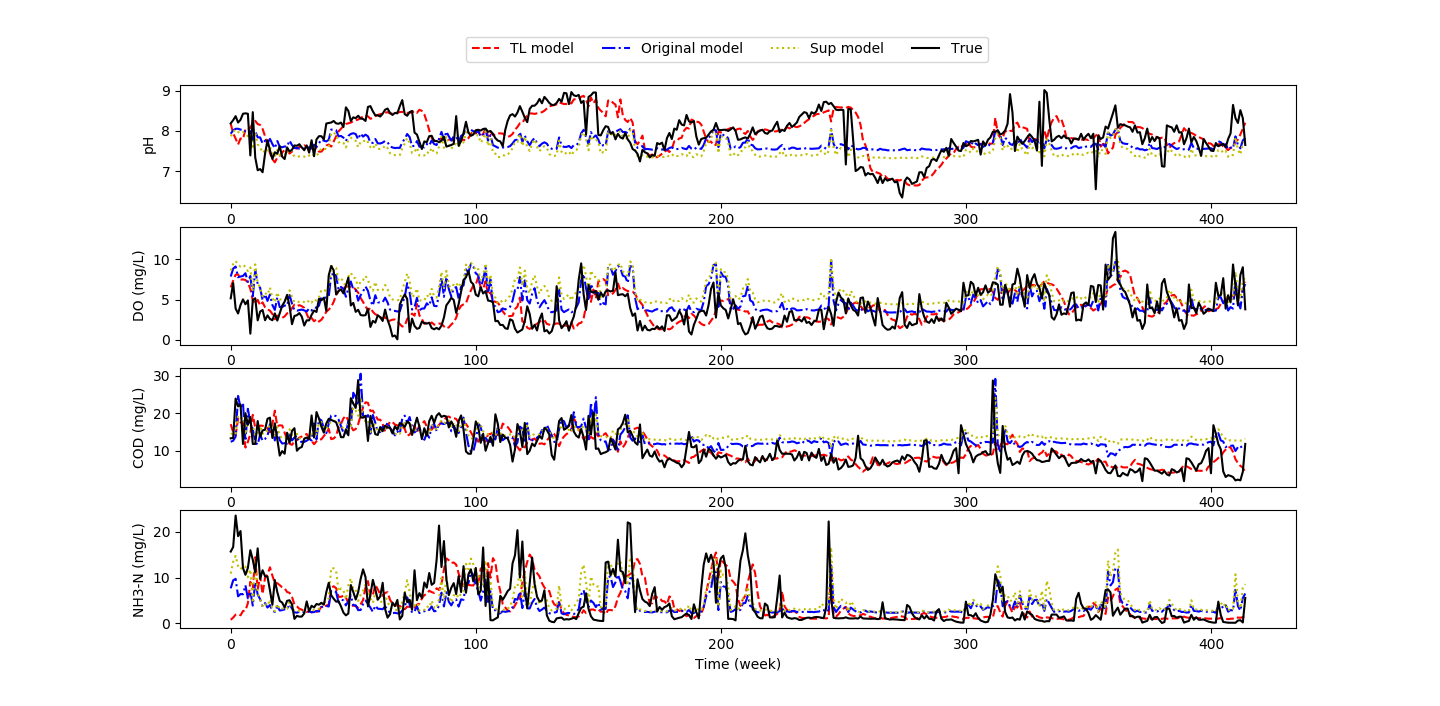 TL model Original model Sup model True
pH
9
8
7
0 100 200 300 400
DO (mg/L)
10
5
0
0 100 200 300 400
COD (mg/L)
30
20
10
0 100 200 300 400
NH3-N (mg/L)
20
10
0
0 100 200 300 400
Time (week)